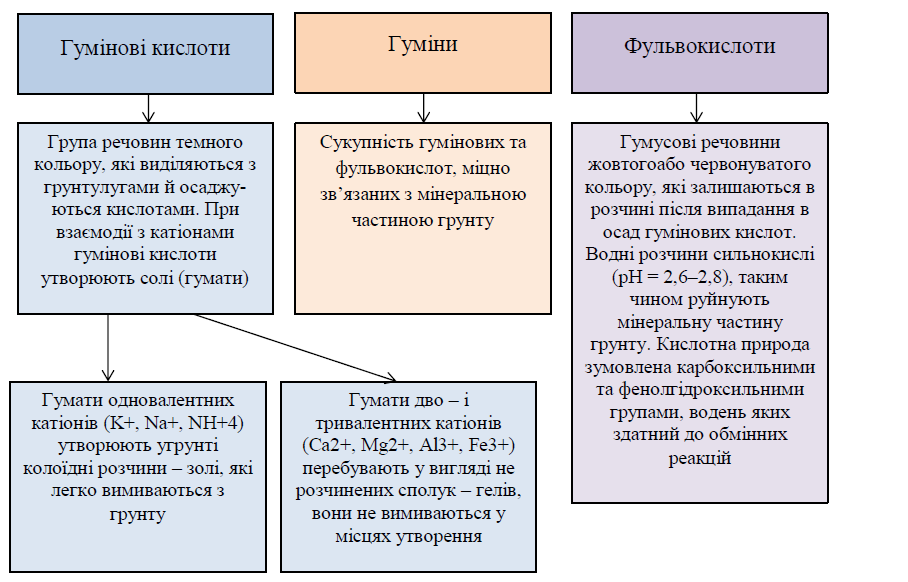 Гумінові кислоти
Група речовин темного
кольору, які виділяються з
грунтулугами й осаджу-
ються кислотами. При
взаємодії з катіонами
гумінові кислоти
утворюють солі (гумати)
Гумати одновалентних
катіонів (K+, Na+, NH+4)
утворюють угрунті
колоїдні розчини – золі, які
легко вимиваються з
грунту
Гумати дво – і
тривалентних катіонів
(Ca2+, Mg2+, Al3+, Fe3+)
перебувають у вигляді не
розчинених сполук – гелів,
вони не вимиваються у
місцях утворення
Гуміни
Сукупність гумінових та
фульвокислот, міцно
зв’язаних з мінеральною
частиною грунту
Фульвокислоти
Гумусові речовини
жовтогоабо червонуватого
кольору, які залишаються в
розчині після випадання в
осад гумінових кислот.
Водні розчини сильнокислі
(pH = 2,6–2,8), таким
чином руйнують
мінеральну частину
грунту. Кислотна природа
зумовлена карбоксильними
та фенолгідроксильними
групами, водень яких
здатний до обмінних
реакцій